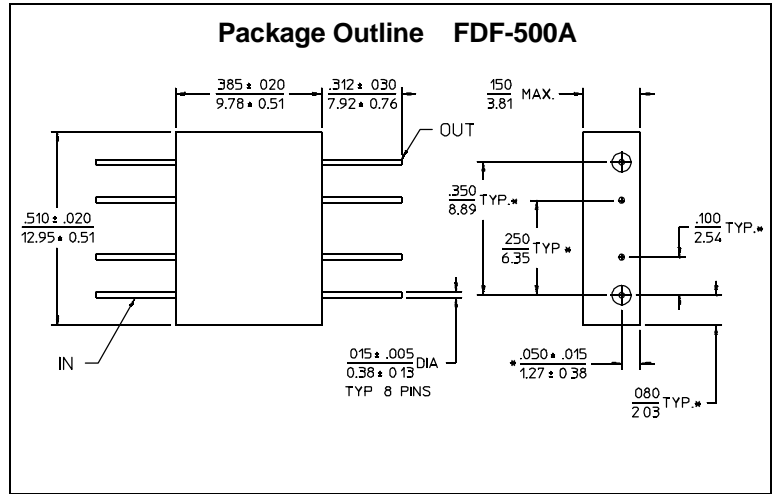 Package Outline FDF-500A
.385 ± 020
9.78 ± 0.51
.312 ± .030
7.92 ± 0.76
OUT
150
3.81 MAX.
.510 ± .020
12.95 ± 0.51
.350
8.89 TYP.*
250
6.35 TYP *
.100
2.54 TYP.*
IN
015 ± .005
0.38 ± 0 13 DIA
TYP 8 PINS
* .050 ± .015
1.27 ± 0 38
.080
2 03 TYP.*